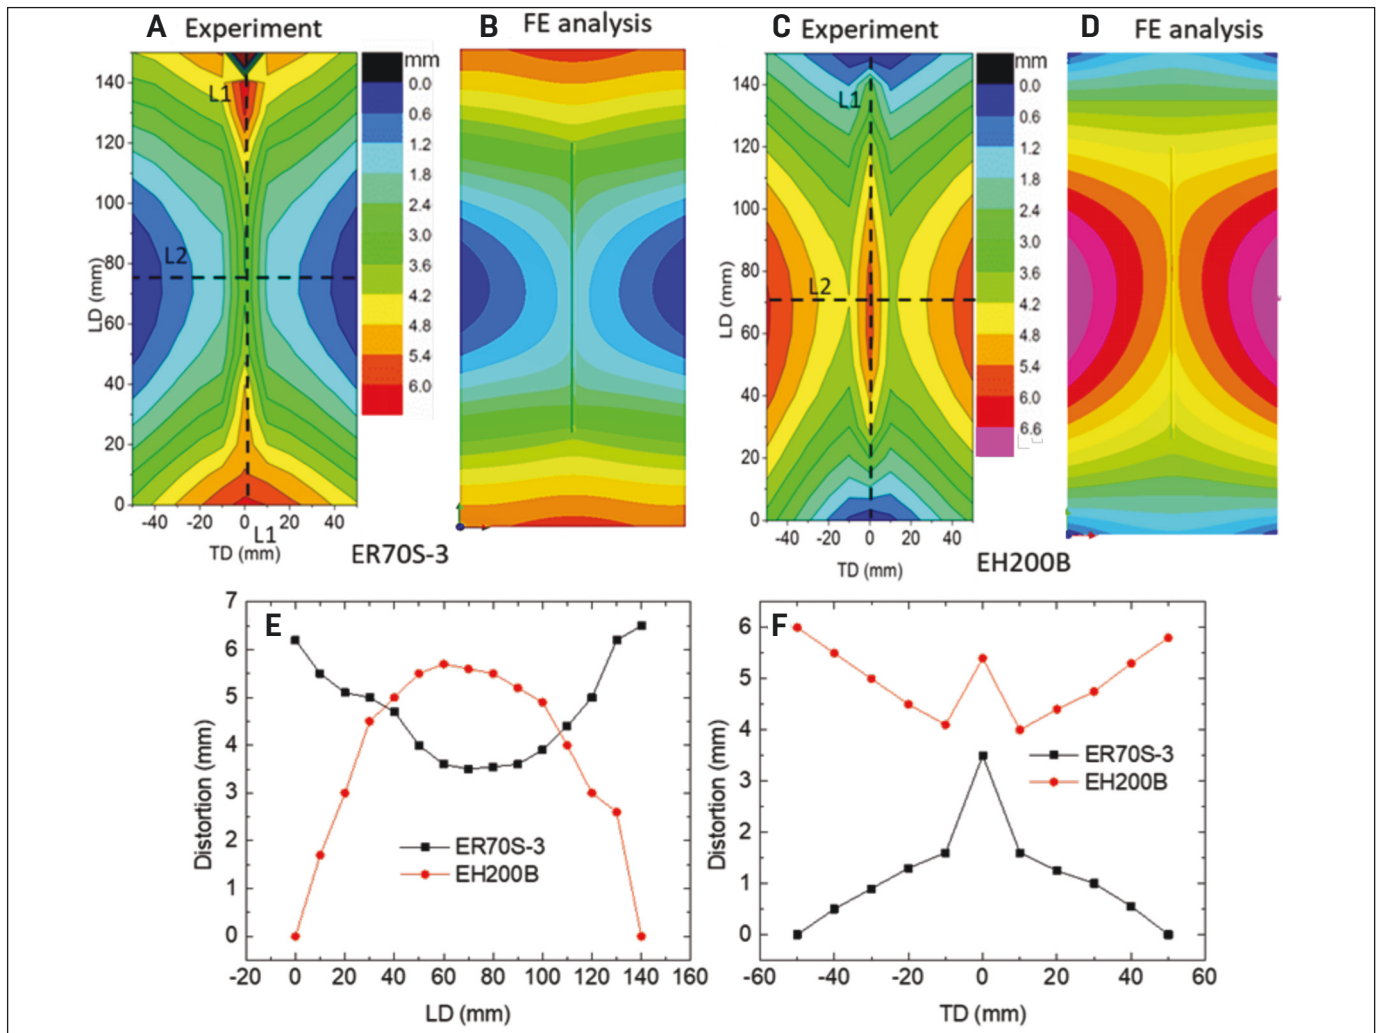 A Experiment
B FE analysis
C Experiment
D FE analysis
mm
0.0
0.6
1.2
1.8
2.4
3.0
3.6
4.2
4.8
5.4
6.0
140
120
100
80
60
40
20
0
LD (mm)
L1
L2
-40 -20 0 20 40
L1
TD (mm)
ER70S-3
mm
0.0
0.6
1.2
1.8
2.4
3.0
3.6
4.2
4.8
5.4
6.0
6.6
140
120
100
80
60
40
20
0
LD (mm)
L1
L2
-40 -20 0 20 40
TD (mm)
EH200B
E
7
6
5
4
3
2
1
0
Distortion (mm)
ER70S-3
EH200B
-20 0 20 40 60 80 100 120 140 160
LD (mm)
F
6
5
4
3
2
1
0
Distortion (mm)
ER70S-3
EH200B
-60 -40 -20 0 20 40 60
TD (mm)